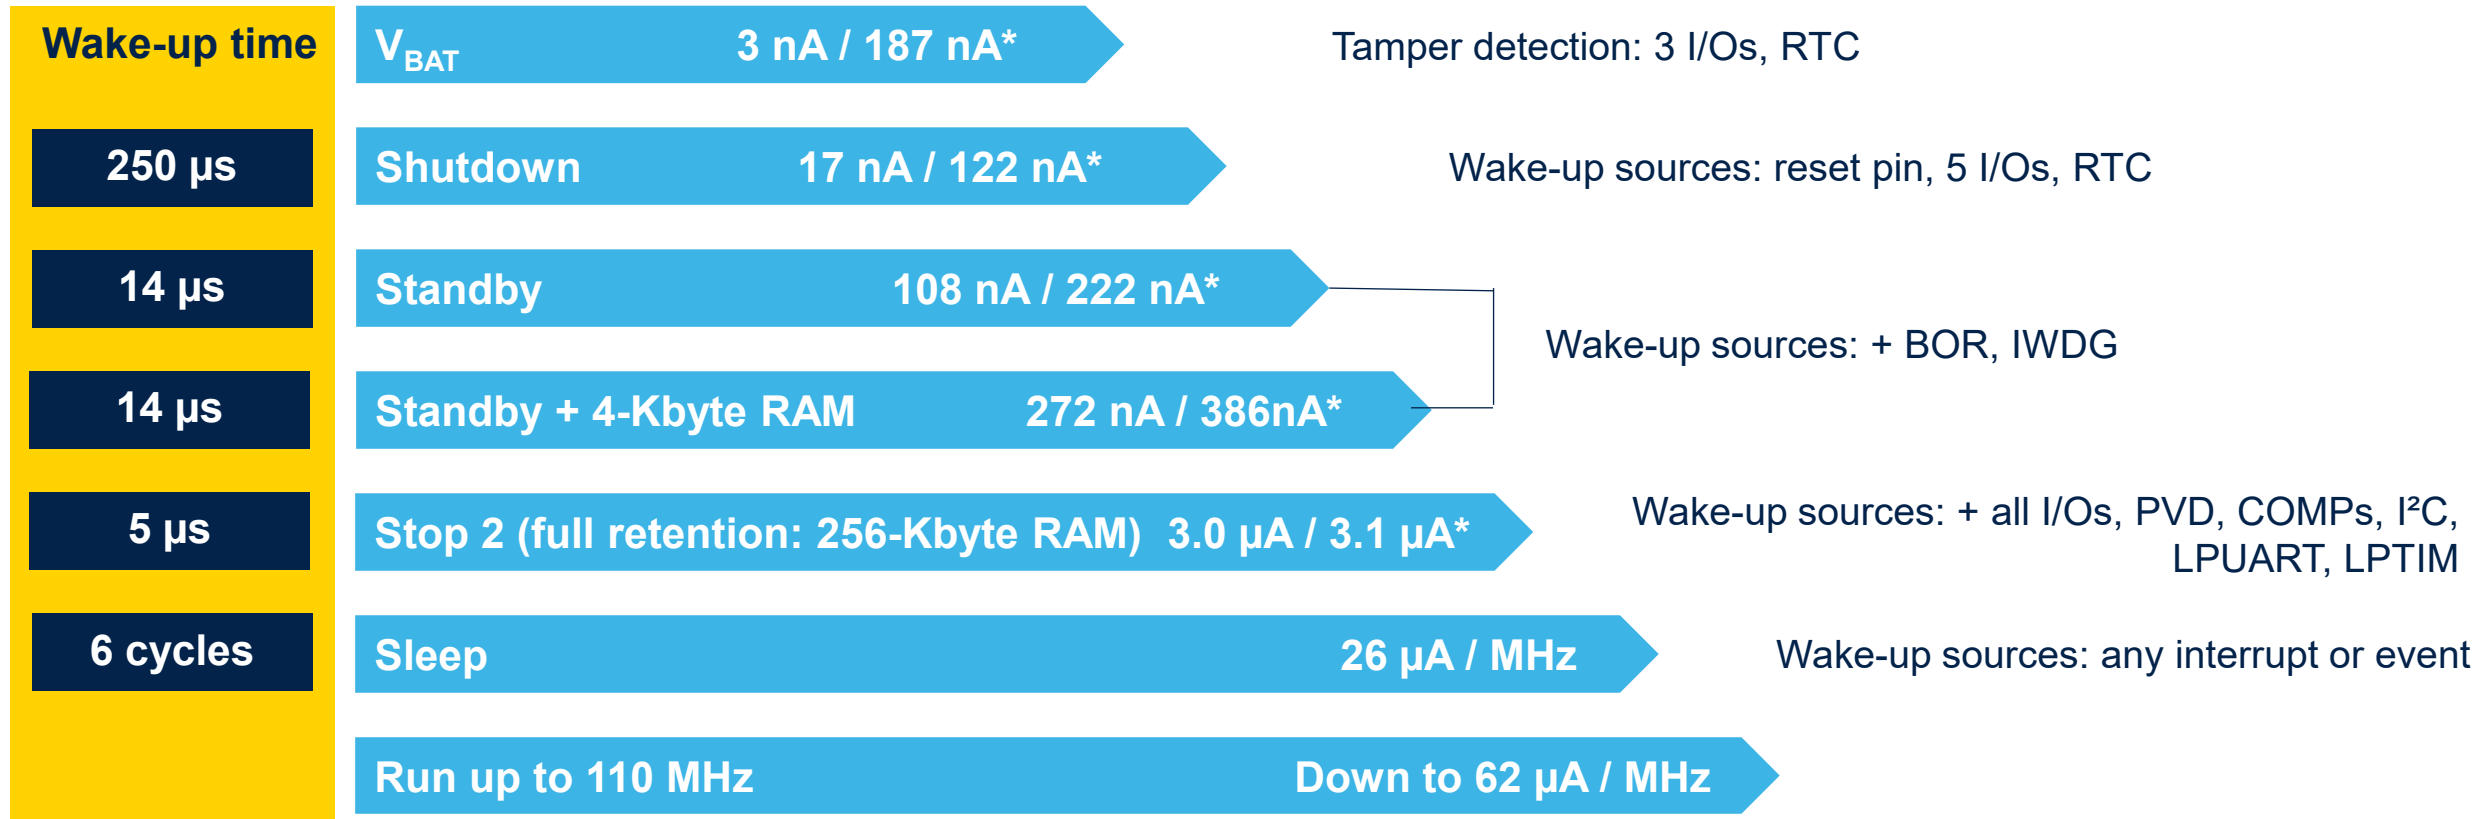 Wake-up time
VBAT 3 nA / 187 nA* Tamper detection: 3 I/Os, RTC
250 µs Shutdown 17 nA / 122 nA* Wake-up sources: reset pin, 5 I/Os, RTC
14 µs Standby 108 nA / 222 nA*
Wake-up sources: + BOR, IWDG
14 µs Standby + 4-Kbyte RAM 272 nA / 386nA*
5 µs Stop 2 (full retention: 256-Kbyte RAM) 3.0 µA / 3.1 µA* Wake-up sources: + all I/Os, PVD, COMPs, I²C,
LPUART, LPTIM
6 cycles Sleep 26 µA / MHz Wake-up sources: any interrupt or event
Run up to 110 MHz Down to 62 µA / MHz